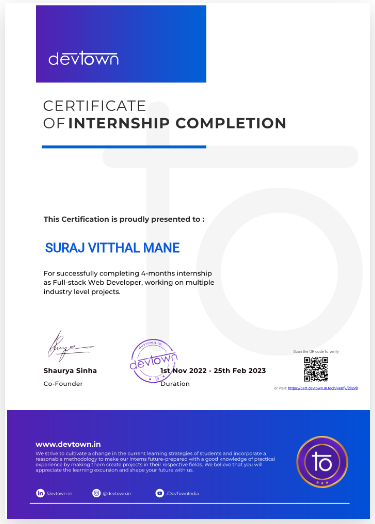 devtown
CERTIFICATE
OF INTERNSHIP COMPLETION
This Certification is proudly presented to :
SURAJ VITTHAL MANE
For successfully completing 4-months internship
as Full-stack Web Developer, working on multiple
industry level projects.
devtown
Shaurya Sinha
1st Nov 2022 - 25th Feb 2023
Co-Founder
Duration
Scan the QR code to verify
or visit
www.devtown.in
We strive to cultivate a change in the current learning strategies of students and incorporate a
reasonable methodology to make our interns future-prepared with a good knowledge of practical
experience by making them create projects in their respective fields. We believe that you will
appreciate the learning excursion and shape your future with us.
to